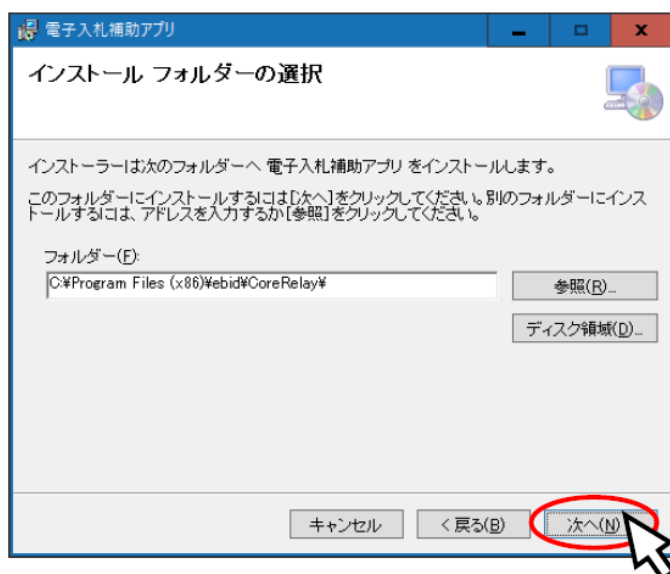 電子入札補助アプリ
インストール フォルダーの選択
インストーラーは次のフォルダーへ 電子入札補助アプリ をインストールします。
このフォルダーにインストールするには[次へ]をクリックしてください。別のフォルダーにインス
トールするには、アドレスを入力するか[参照]をクリックしてください。
フォルダー(F):
C:¥Program Files (x86)¥ebid¥CoreRelay¥
参照(R)...
ディスク領域(D)...
キャンセル
< 戻る(B)
次へ(N)